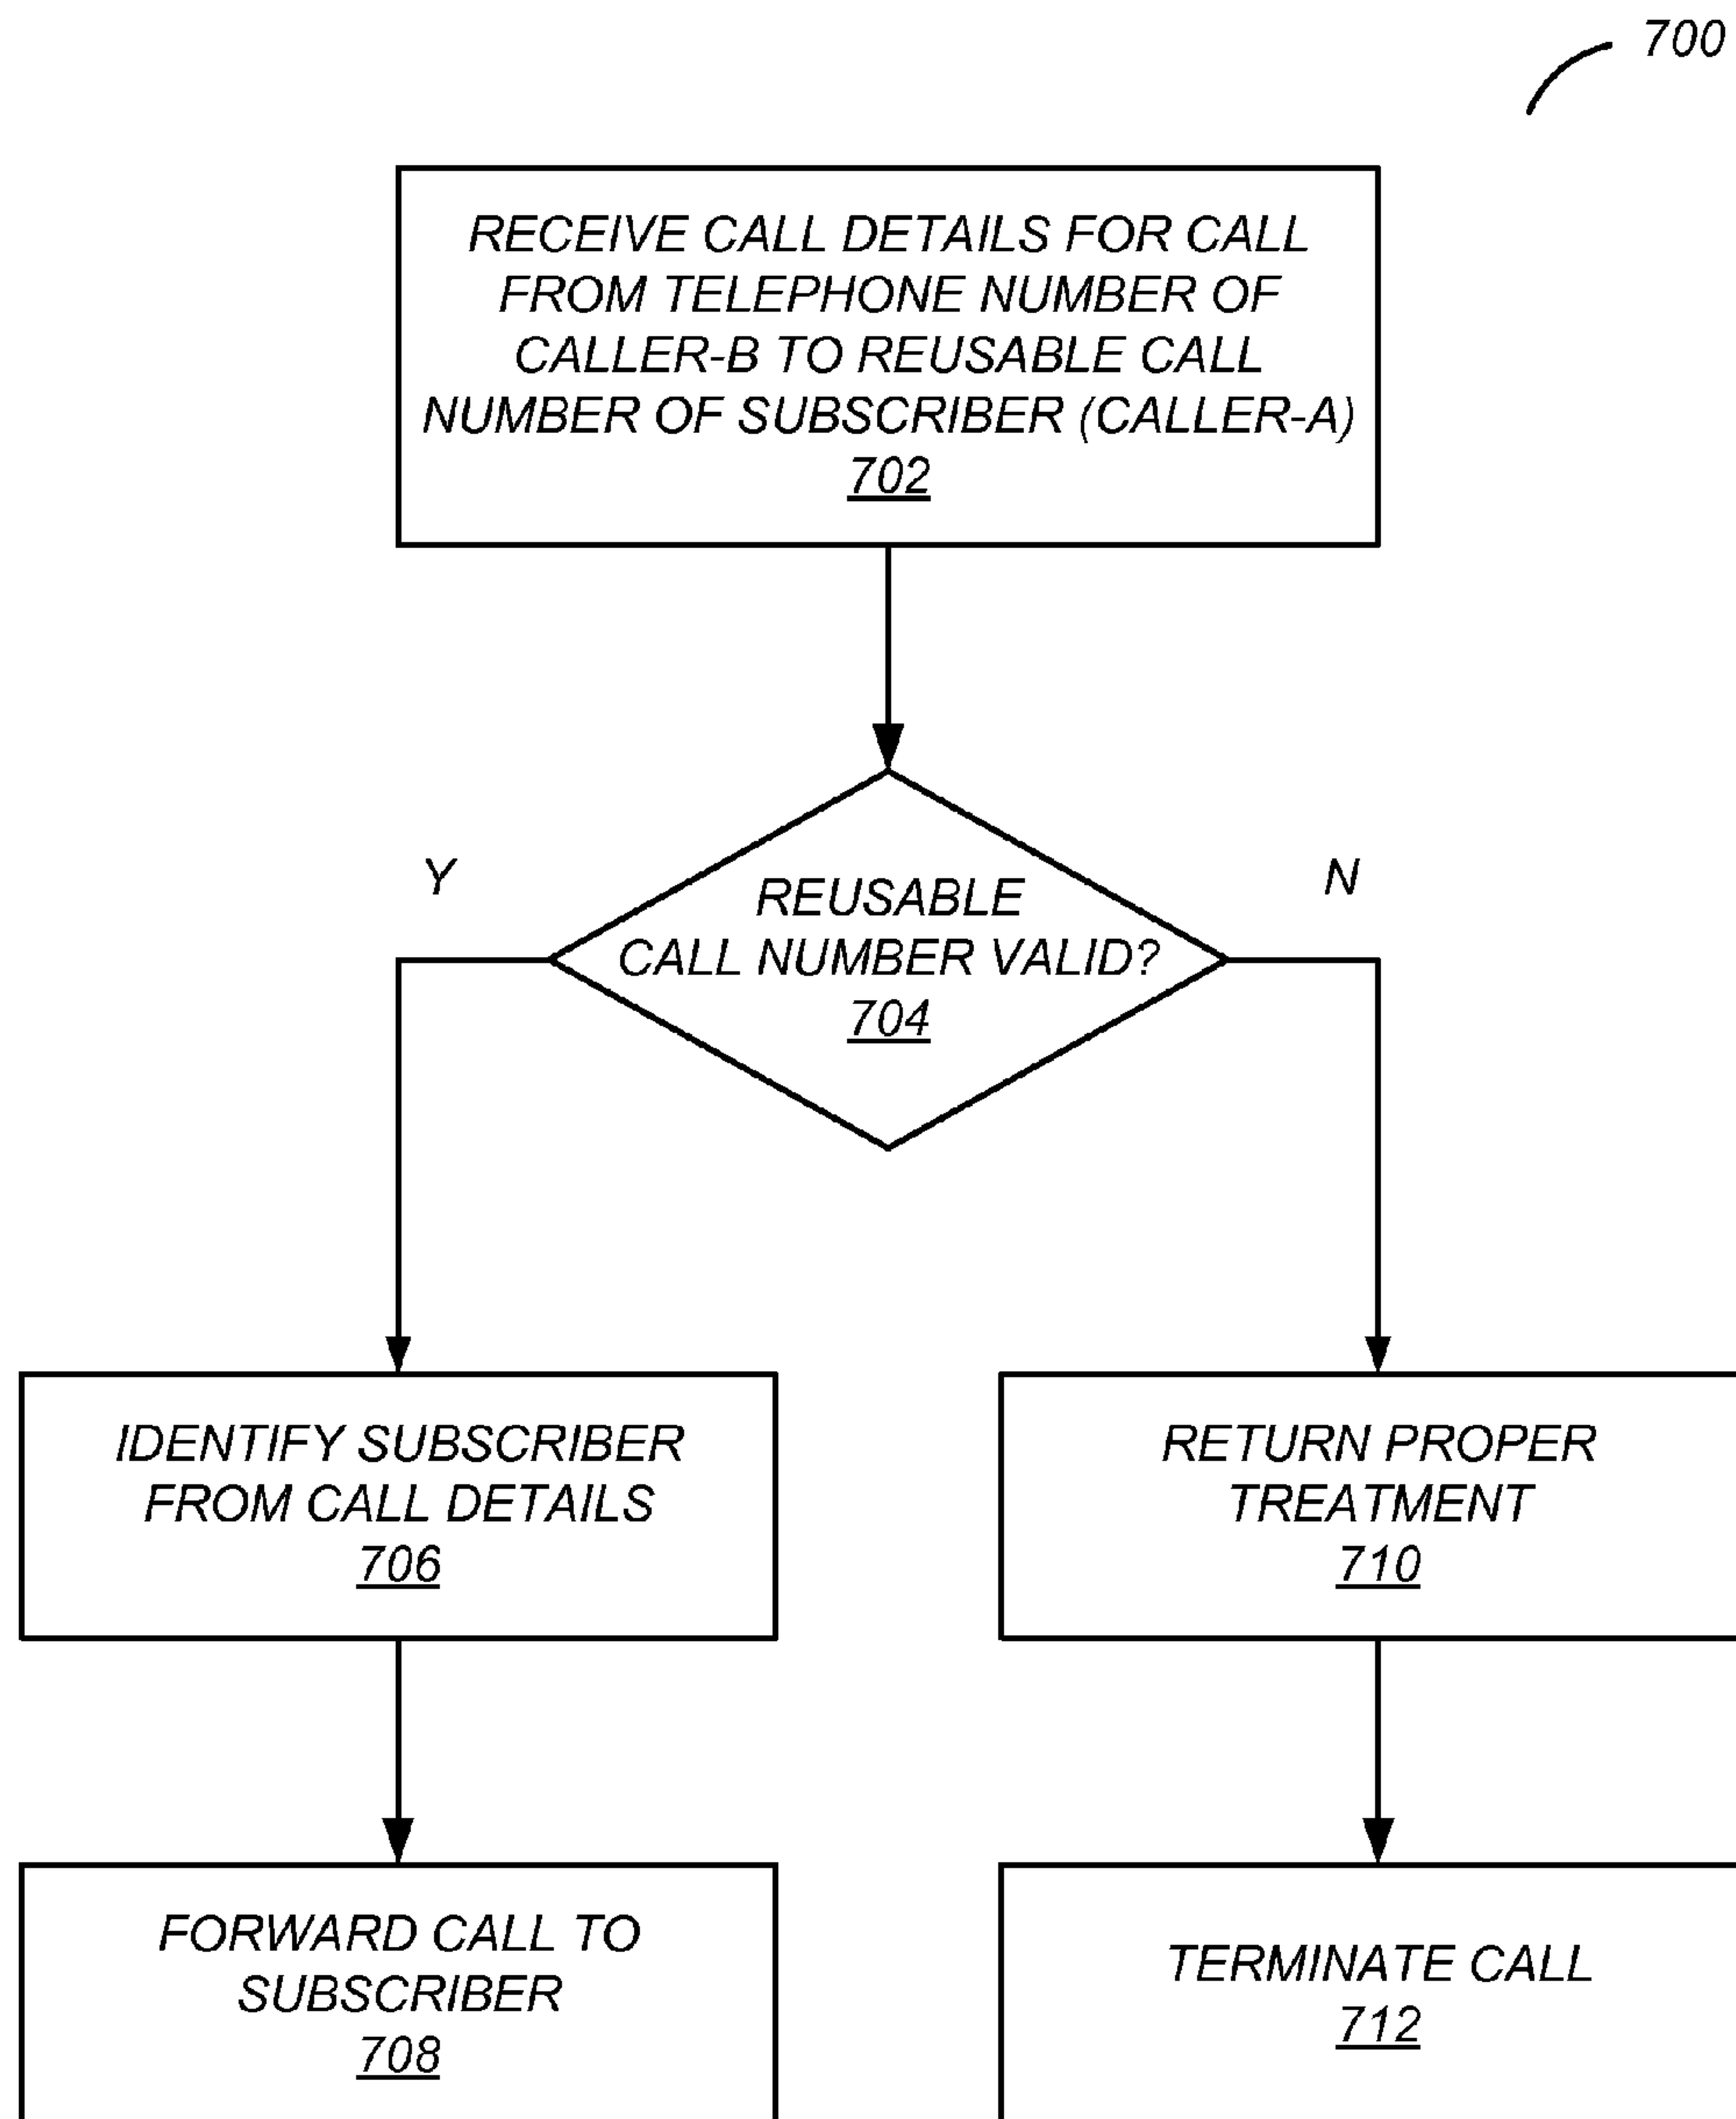 700
RECEIVE CALL DETAILS FOR CALL
FROM TELEPHONE NUMBER OF
CALLER-B TO REUSABLE CALL
NUMBER OF SUBSCRIBER (CALLER-A)
702
Y
N
REUSABLE
CALL NUMBER VALID?
704
IDENTIFY SUBSCRIBER
FROM CALL DETAILS
706
RETURN PROPER
TREATMENT
710
FORWARD CALL TO
SUBSCRIBER
708
TERMINATE CALL
712